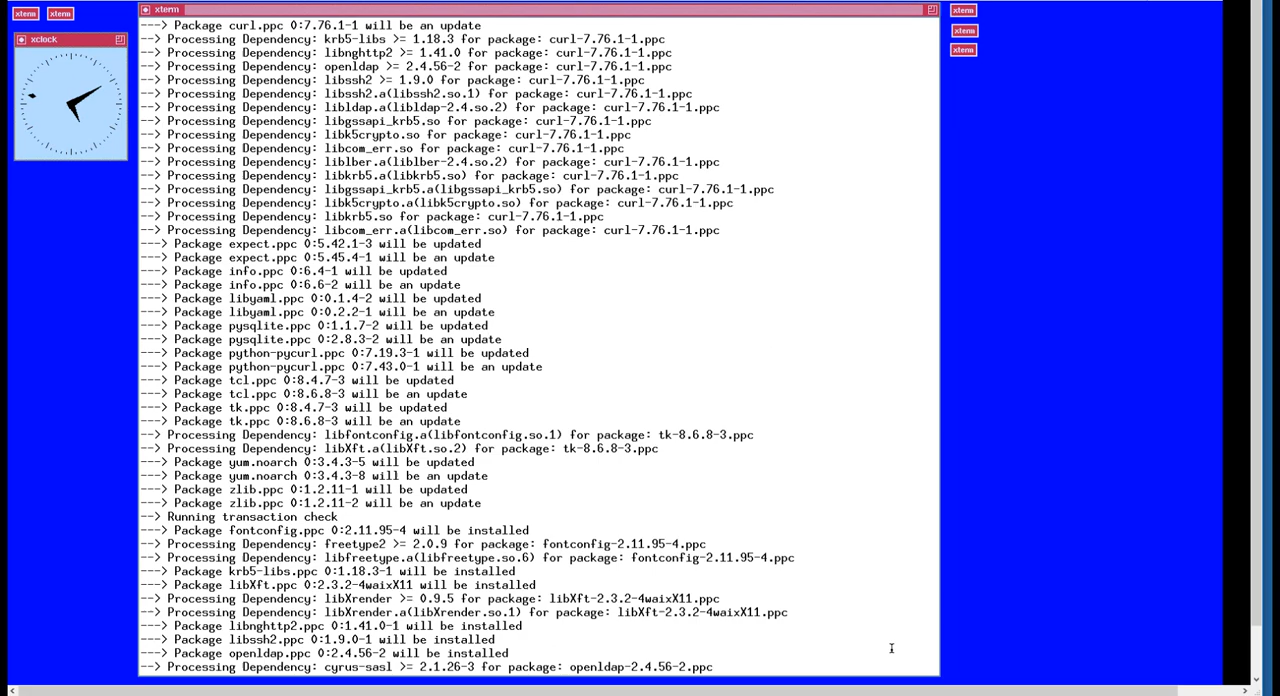 xterm
xterm
xclock
xterm
---> Package curl.ppc 0:7.76.1-1 will be an update
--> Processing Dependency: krb5-libs >= 1.18.3 for package: curl-7.76.1-1.ppc
--> Processing Dependency: libnghttp2 >= 1.41.0 for package: curl-7.76.1-1.ppc
--> Processing Dependency: openldap >= 2.4.56-2 for package: curl-7.76.1-1.ppc
--> Processing Dependency: libssh2 >= 1.9.0 for package: curl-7.76.1-1.ppc
--> Processing Dependency: libssh2.a(libssh2.so.1) for package: curl-7.76.1-1.ppc
--> Processing Dependency: libldap.a(libldap-2.4.so.2) for package: curl-7.76.1-1.ppc
--> Processing Dependency: libgssapi_krb5.so for package: curl-7.76.1-1.ppc
--> Processing Dependency: libk5crypto.so for package: curl-7.76.1-1.ppc
--> Processing Dependency: libcom_err.so for package: curl-7.76.1-1.ppc
--> Processing Dependency: liblber.a(liblber-2.4.so.2) for package: curl-7.76.1-1.ppc
--> Processing Dependency: libkrb5.a(libkrb5.so) for package: curl-7.76.1-1.ppc
--> Processing Dependency: libgssapi_krb5.a(libgssapi_krb5.so) for package: curl-7.76.1-1.ppc
--> Processing Dependency: libk5crypto.a(libk5crypto.so) for package: curl-7.76.1-1.ppc
--> Processing Dependency: libkrb5.so for package: curl-7.76.1-1.ppc
--> Processing Dependency: libcom_err.a(libcom_err.so) for package: curl-7.76.1-1.ppc
---> Package expect.ppc 0:5.42.1-3 will be updated
---> Package expect.ppc 0:5.45.4-1 will be an update
---> Package info.ppc 0:6.4-1 will be updated
---> Package info.ppc 0:6.6-2 will be an update
---> Package libyaml.ppc 0:0.1.4-2 will be updated
---> Package libyaml.ppc 0:0.2.2-1 will be an update
---> Package pysqlite.ppc 0:1.1.7-2 will be updated
---> Package pysqlite.ppc 0:2.8.3-2 will be an update
---> Package python-pycurl.ppc 0:7.19.3-1 will be updated
---> Package python-pycurl.ppc 0:7.43.0-1 will be an update
---> Package tcl.ppc 0:8.4.7-3 will be updated
---> Package tcl.ppc 0:8.6.8-3 will be an update
---> Package tk.ppc 0:8.4.7-3 will be updated
---> Package tk.ppc 0:8.6.8-3 will be an update
--> Processing Dependency: libfontconfig.a(libfontconfig.so.1) for package: tk-8.6.8-3.ppc
--> Processing Dependency: libXft.a(libXft.so.2) for package: tk-8.6.8-3.ppc
---> Package yum.noarch 0:3.4.3-5 will be updated
---> Package yum.noarch 0:3.4.3-8 will be an update
---> Package zlib.ppc 0:1.2.11-1 will be updated
---> Package zlib.ppc 0:1.2.11-2 will be an update
--> Running transaction check
---> Package fontconfig.ppc 0:2.11.95-4 will be installed
--> Processing Dependency: freetype2 >= 2.0.9 for package: fontconfig-2.11.95-4.ppc
--> Processing Dependency: libfreetype.a(libfreetype.so.6) for package: fontconfig-2.11.95-4.ppc
---> Package krb5-libs.ppc 0:1.18.3-1 will be installed
---> Package libXft.ppc 0:2.3.2-4waixX11 will be installed
--> Processing Dependency: libXrender >= 0.9.5 for package: libXft-2.3.2-4waixX11.ppc
--> Processing Dependency: libXrender.a(libXrender.so.1) for package: libXft-2.3.2-4waixX11.ppc
---> Package libnghttp2.ppc 0:1.41.0-1 will be installed
---> Package libssh2.ppc 0:1.9.0-1 will be installed
---> Package openldap.ppc 0:2.4.56-2 will be installed
--> Processing Dependency: cyrus-sasl >= 2.1.26-3 for package: openldap-2.4.56-2.ppc
xterm
xterm
xterm